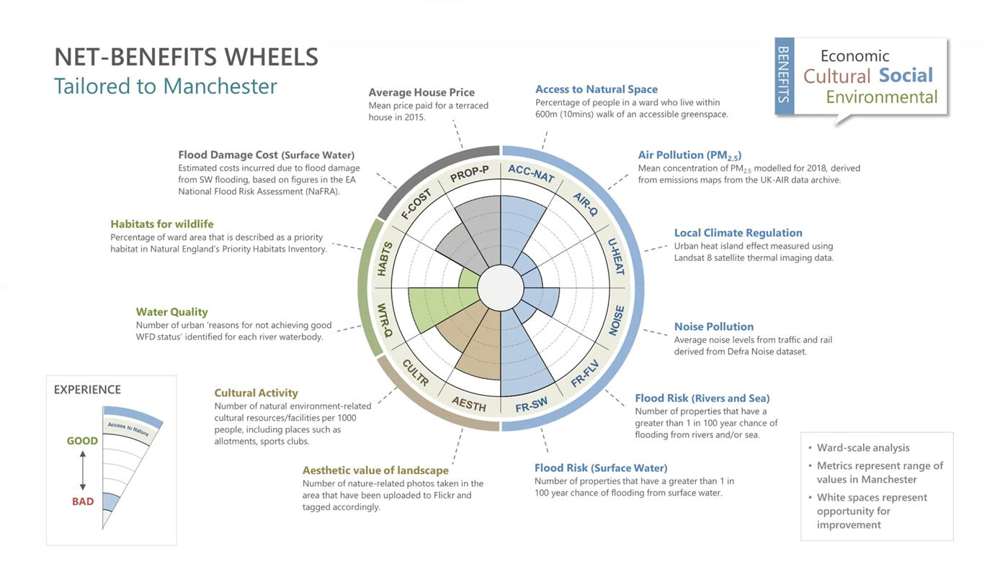 NET-BENEFITS WHEELS
Tailored to Manchester
BENEFITS
Economic
Cultural Social
Environmental
Average House Price
Mean price paid for a terraced
house in 2015.
Access to Natural Space
Percentage of people in a ward who live within
600m (10mins) walk of an accessible greenspace.
Flood Damage Cost (Surface Water)
Estimated costs incurred due to flood damage
from SW flooding, based on figures in the EA
National Flood Risk Assessment (NaFRA).
Air Pollution (PM2.5)
Mean concentration of PM2.5 modelled for 2018, derived
from emissions maps from the UK-AIR data archive.
Habitats for wildlife
Percentage of ward area that is described as a priority
habitat in Natural England's Priority Habitats Inventory.
Local Climate Regulation
Urban heat island effect measured using
Landsat 8 satellite thermal imaging data.
Water Quality
Number of urban 'reasons for not achieving good
WFD status' identified for each river waterbody.
Noise Pollution
Average noise levels from traffic and rail
derived from Defra Noise dataset.
Cultural Activity
Number of natural environment-related
cultural resources/facilities per 1000
people, including places such as
allotments, sports clubs.
Flood Risk (Rivers and Sea)
Number of properties that have a
greater than 1 in 100 year chance of
flooding from rivers and/or sea.
Aesthetic value of landscape
Number of nature-related photos taken in the
area that have been uploaded to Flickr and
tagged accordingly.
Flood Risk (Surface Water)
Number of properties that have a greater than 1 in
100 year chance of flooding from surface water.
PROP-P
ACC-NAT
AIR-Q
U-HEAT
NOISE
FR-FLV
FR-SW
AESTH
CULTR
WTR-Q
HABTS
F-COST
EXPERIENCE
Access to Nature
GOOD
BAD
• Ward-scale analysis
• Metrics represent range of
values in Manchester
• White spaces represent
opportunity for
improvement